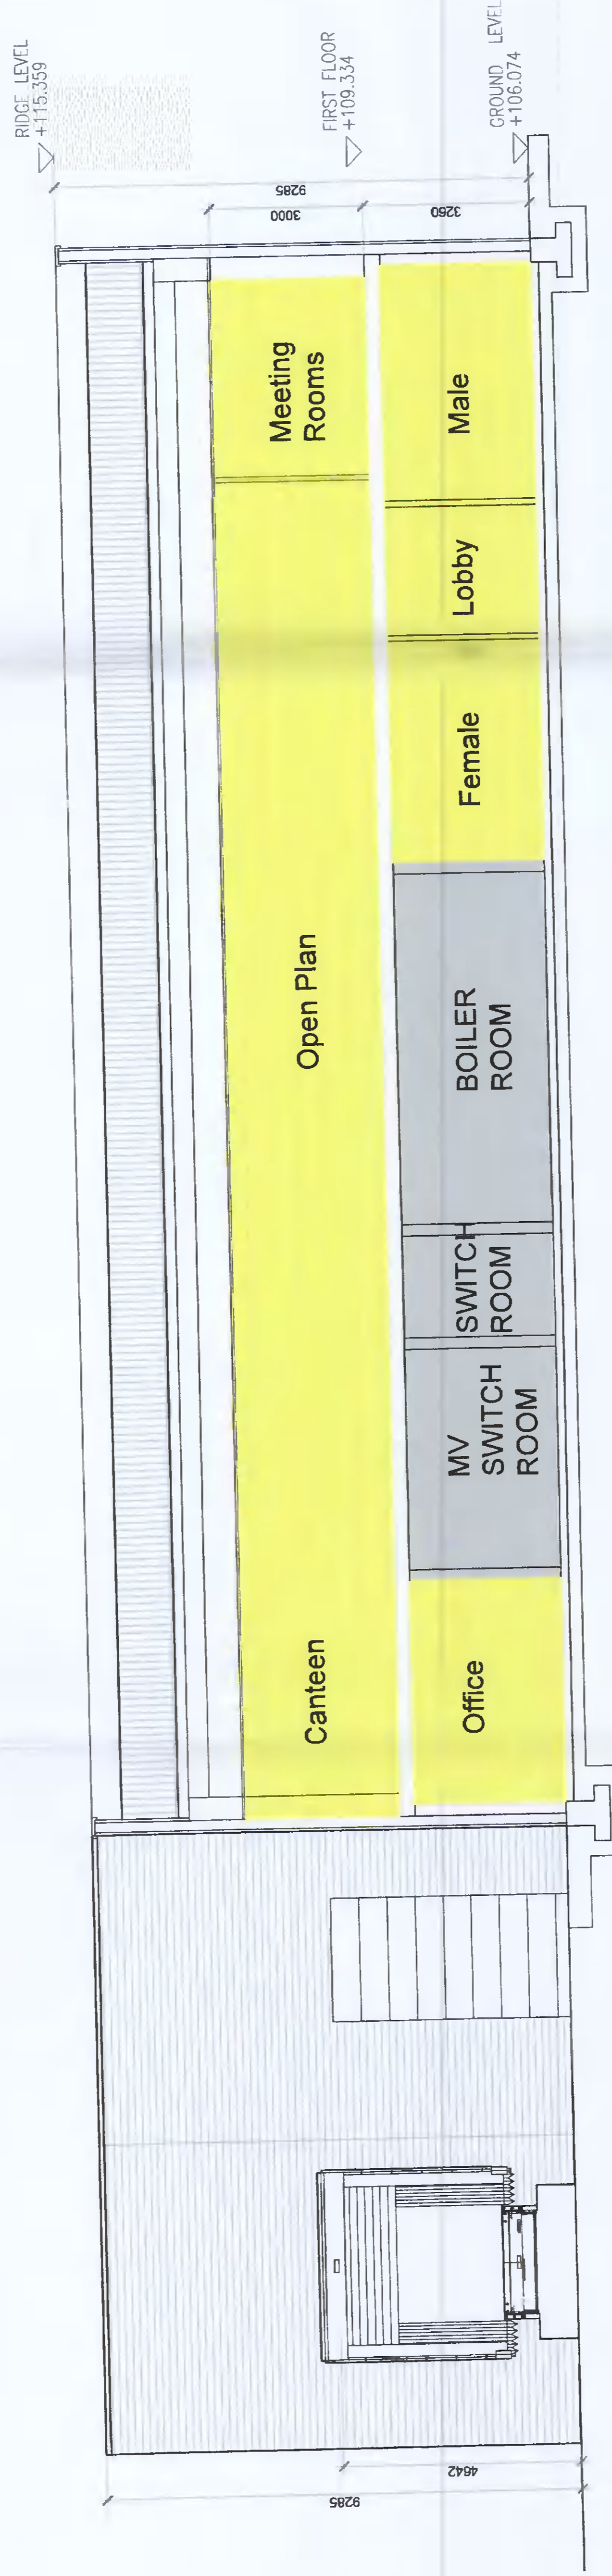 RIDGE LEVEL
+115.359
FIRST FLOOR
+109.334
GROUND LEVEL
+106.074
9285
3000
3260
Canteen
Open Plan
Meeting
Rooms
Office
MV
SWITCH
ROOM
SWITCH
ROOM
BOILER
ROOM
Female
Lobby
Male
9285
4642